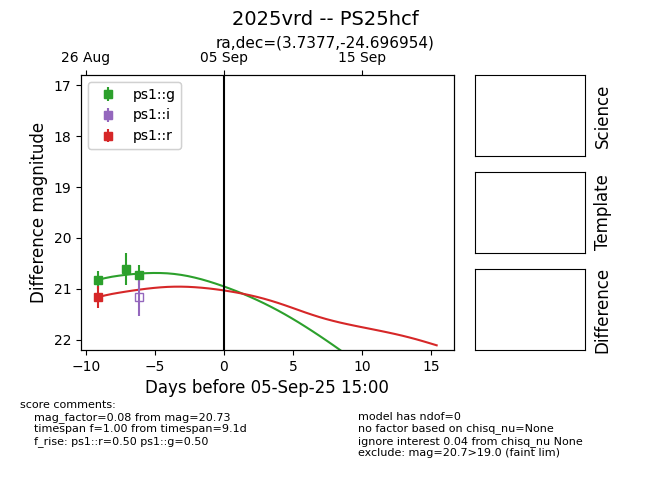 2025vrd -- PS25hcf
ra,dec=(3.7377,-24.696954)
26 Aug 05 Sep 15 Sep
17
18
19
20
21
22
Difference magnitude
ps1::g
ps1::i
ps1::r
−10 −5 0 5 10 15
Days before 05-Sep-25 15:00
Science
Template
Difference
score comments:
mag_factor=0.08 from mag=20.73
timespan f=1.00 from timespan=9.1d
f_rise: ps1::r=0.50 ps1::g=0.50
model has ndof=0
no factor based on chisq_nu=None
ignore interest 0.04 from chisq_nu None
exclude: mag=20.7>19.0 (faint lim)